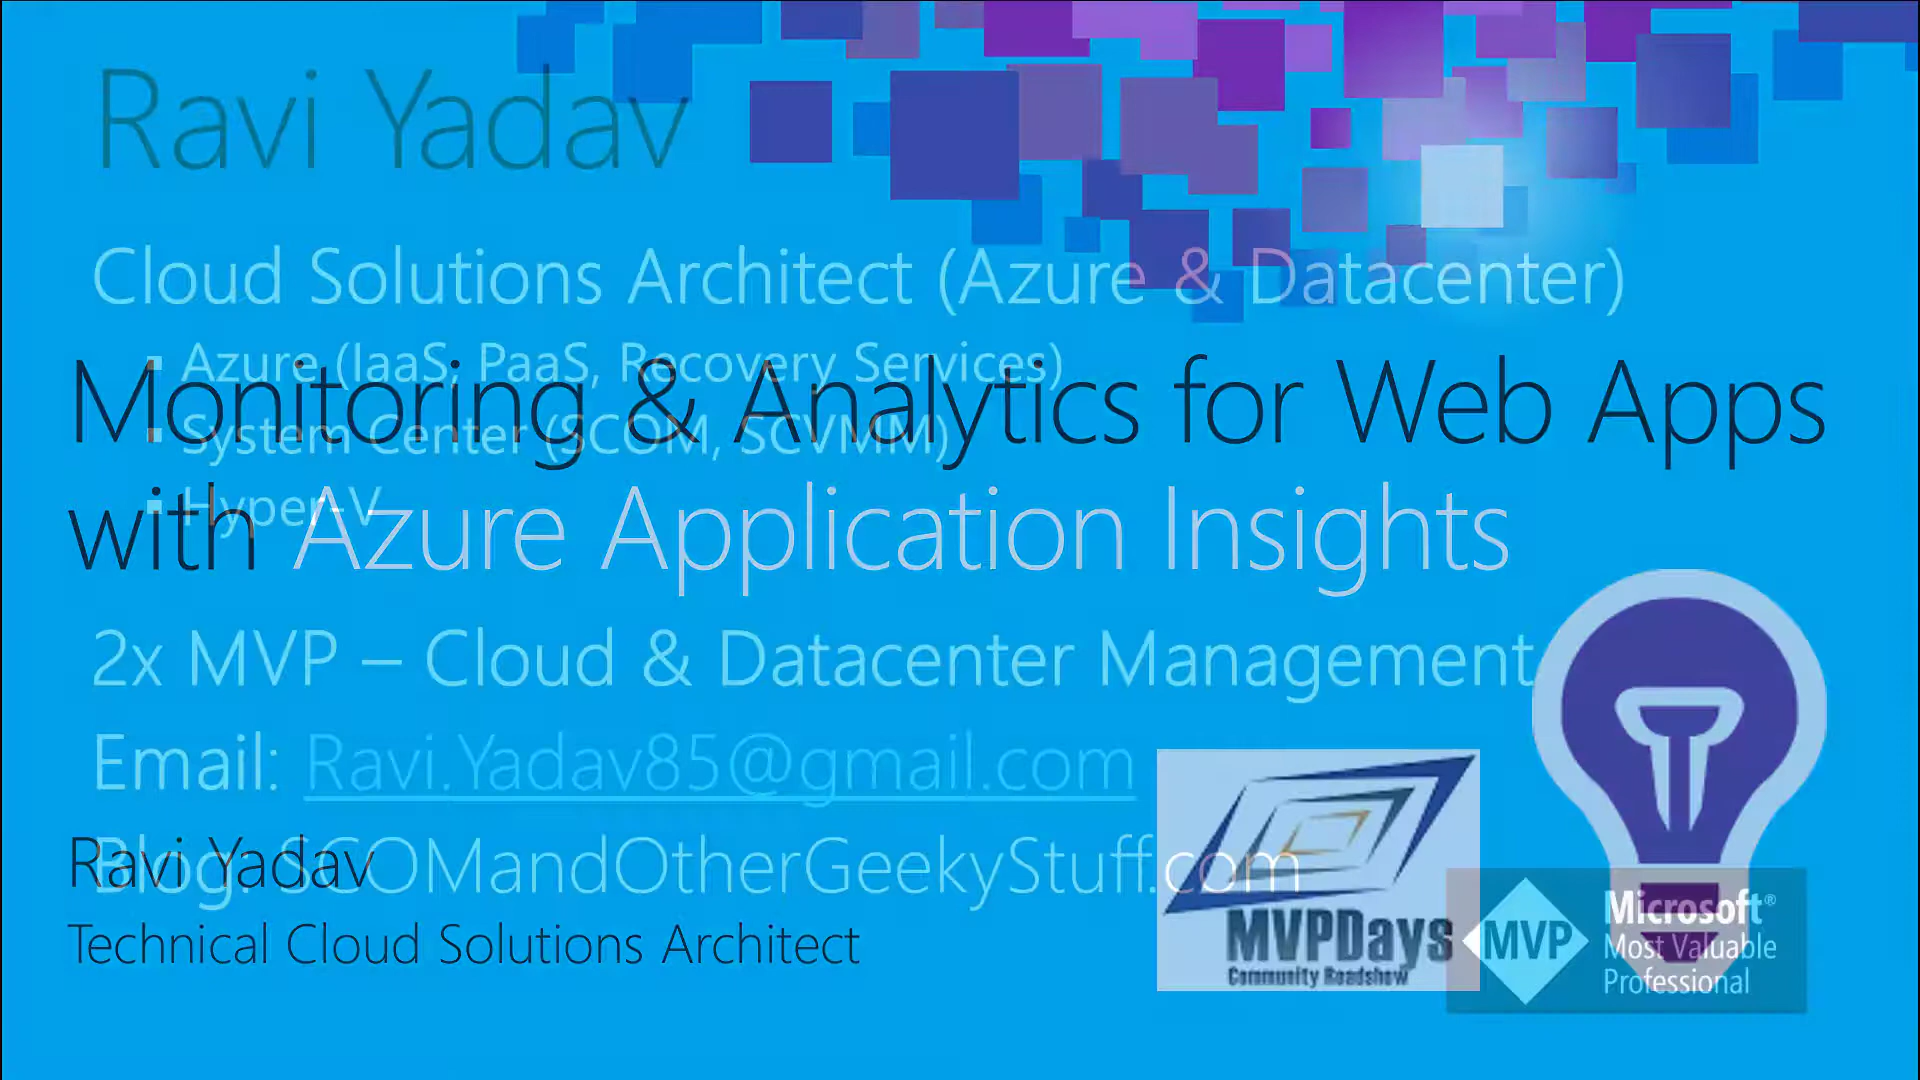 Ravi Yadav
Cloud Solutions Architect (Azure & Datacenter)
Azure (IaaS, PaaS, Recovery Services)
System Center (SCOM, SCVMM)
Hyper-V
Monitoring & Analytics for Web Apps
with Azure Application Insights
2x MVP – Cloud & Datacenter Management
Email: Ravi.Yadav85@gmail.com
Blog: SCOMandOtherGeekyStuff.com
Ravi Yadav
Technical Cloud Solutions Architect
MVPDays
Community Roadshow
MVP
Microsoft®
Most Valuable
Professional